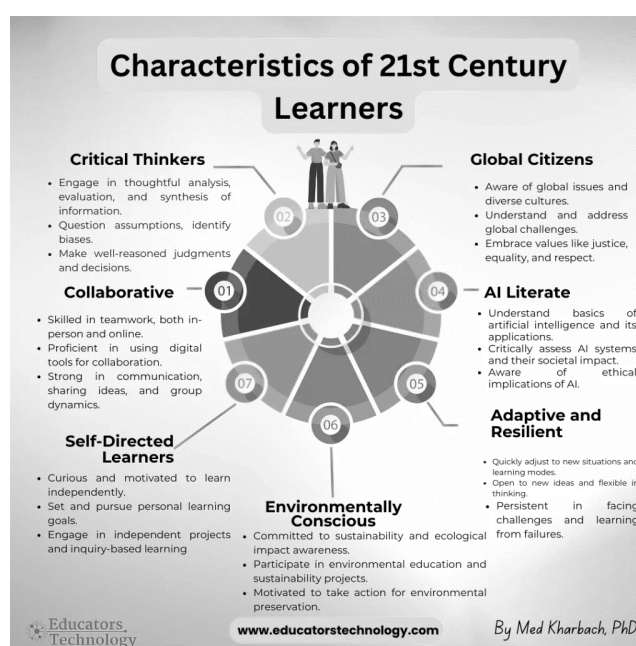 Characteristics of 21st Century
Learners
Critical Thinkers
• Engage in thoughtful analysis,
evaluation, and synthesis of
information.
• Question assumptions, identify
biases.
• Make well-reasoned judgments
and decisions.
Global Citizens
• Aware of global issues and
diverse cultures.
• Understand and address
global challenges.
• Embrace values like justice,
equality, and respect.
02
03
01
04
07
05
06
Collaborative
• Skilled in teamwork, both in-
person and online.
• Proficient in using digital
tools for collaboration.
• Strong in communication,
sharing ideas, and group
dynamics.
AI Literate
• Understand basics of
artificial intelligence and its
applications.
• Critically assess AI systems
and their societal impact.
• Aware of ethical
implications of AI.
Self-Directed
Learners
• Curious and motivated to learn
independently.
• Set and pursue personal learning
goals.
• Engage in independent projects
and inquiry-based learning
Adaptive and
Resilient
• Quickly adjust to new situations and
learning modes.
• Open to new ideas and flexible in
thinking.
• Persistent in facing
challenges and learning
from failures.
Environmentally
Conscious
• Committed to sustainability and ecological
impact awareness.
• Participate in environmental education and
sustainability projects.
• Motivated to take action for environmental
preservation.
Educators
Technology
www.educatorstechnology.com
By Med Kharbach, PhD